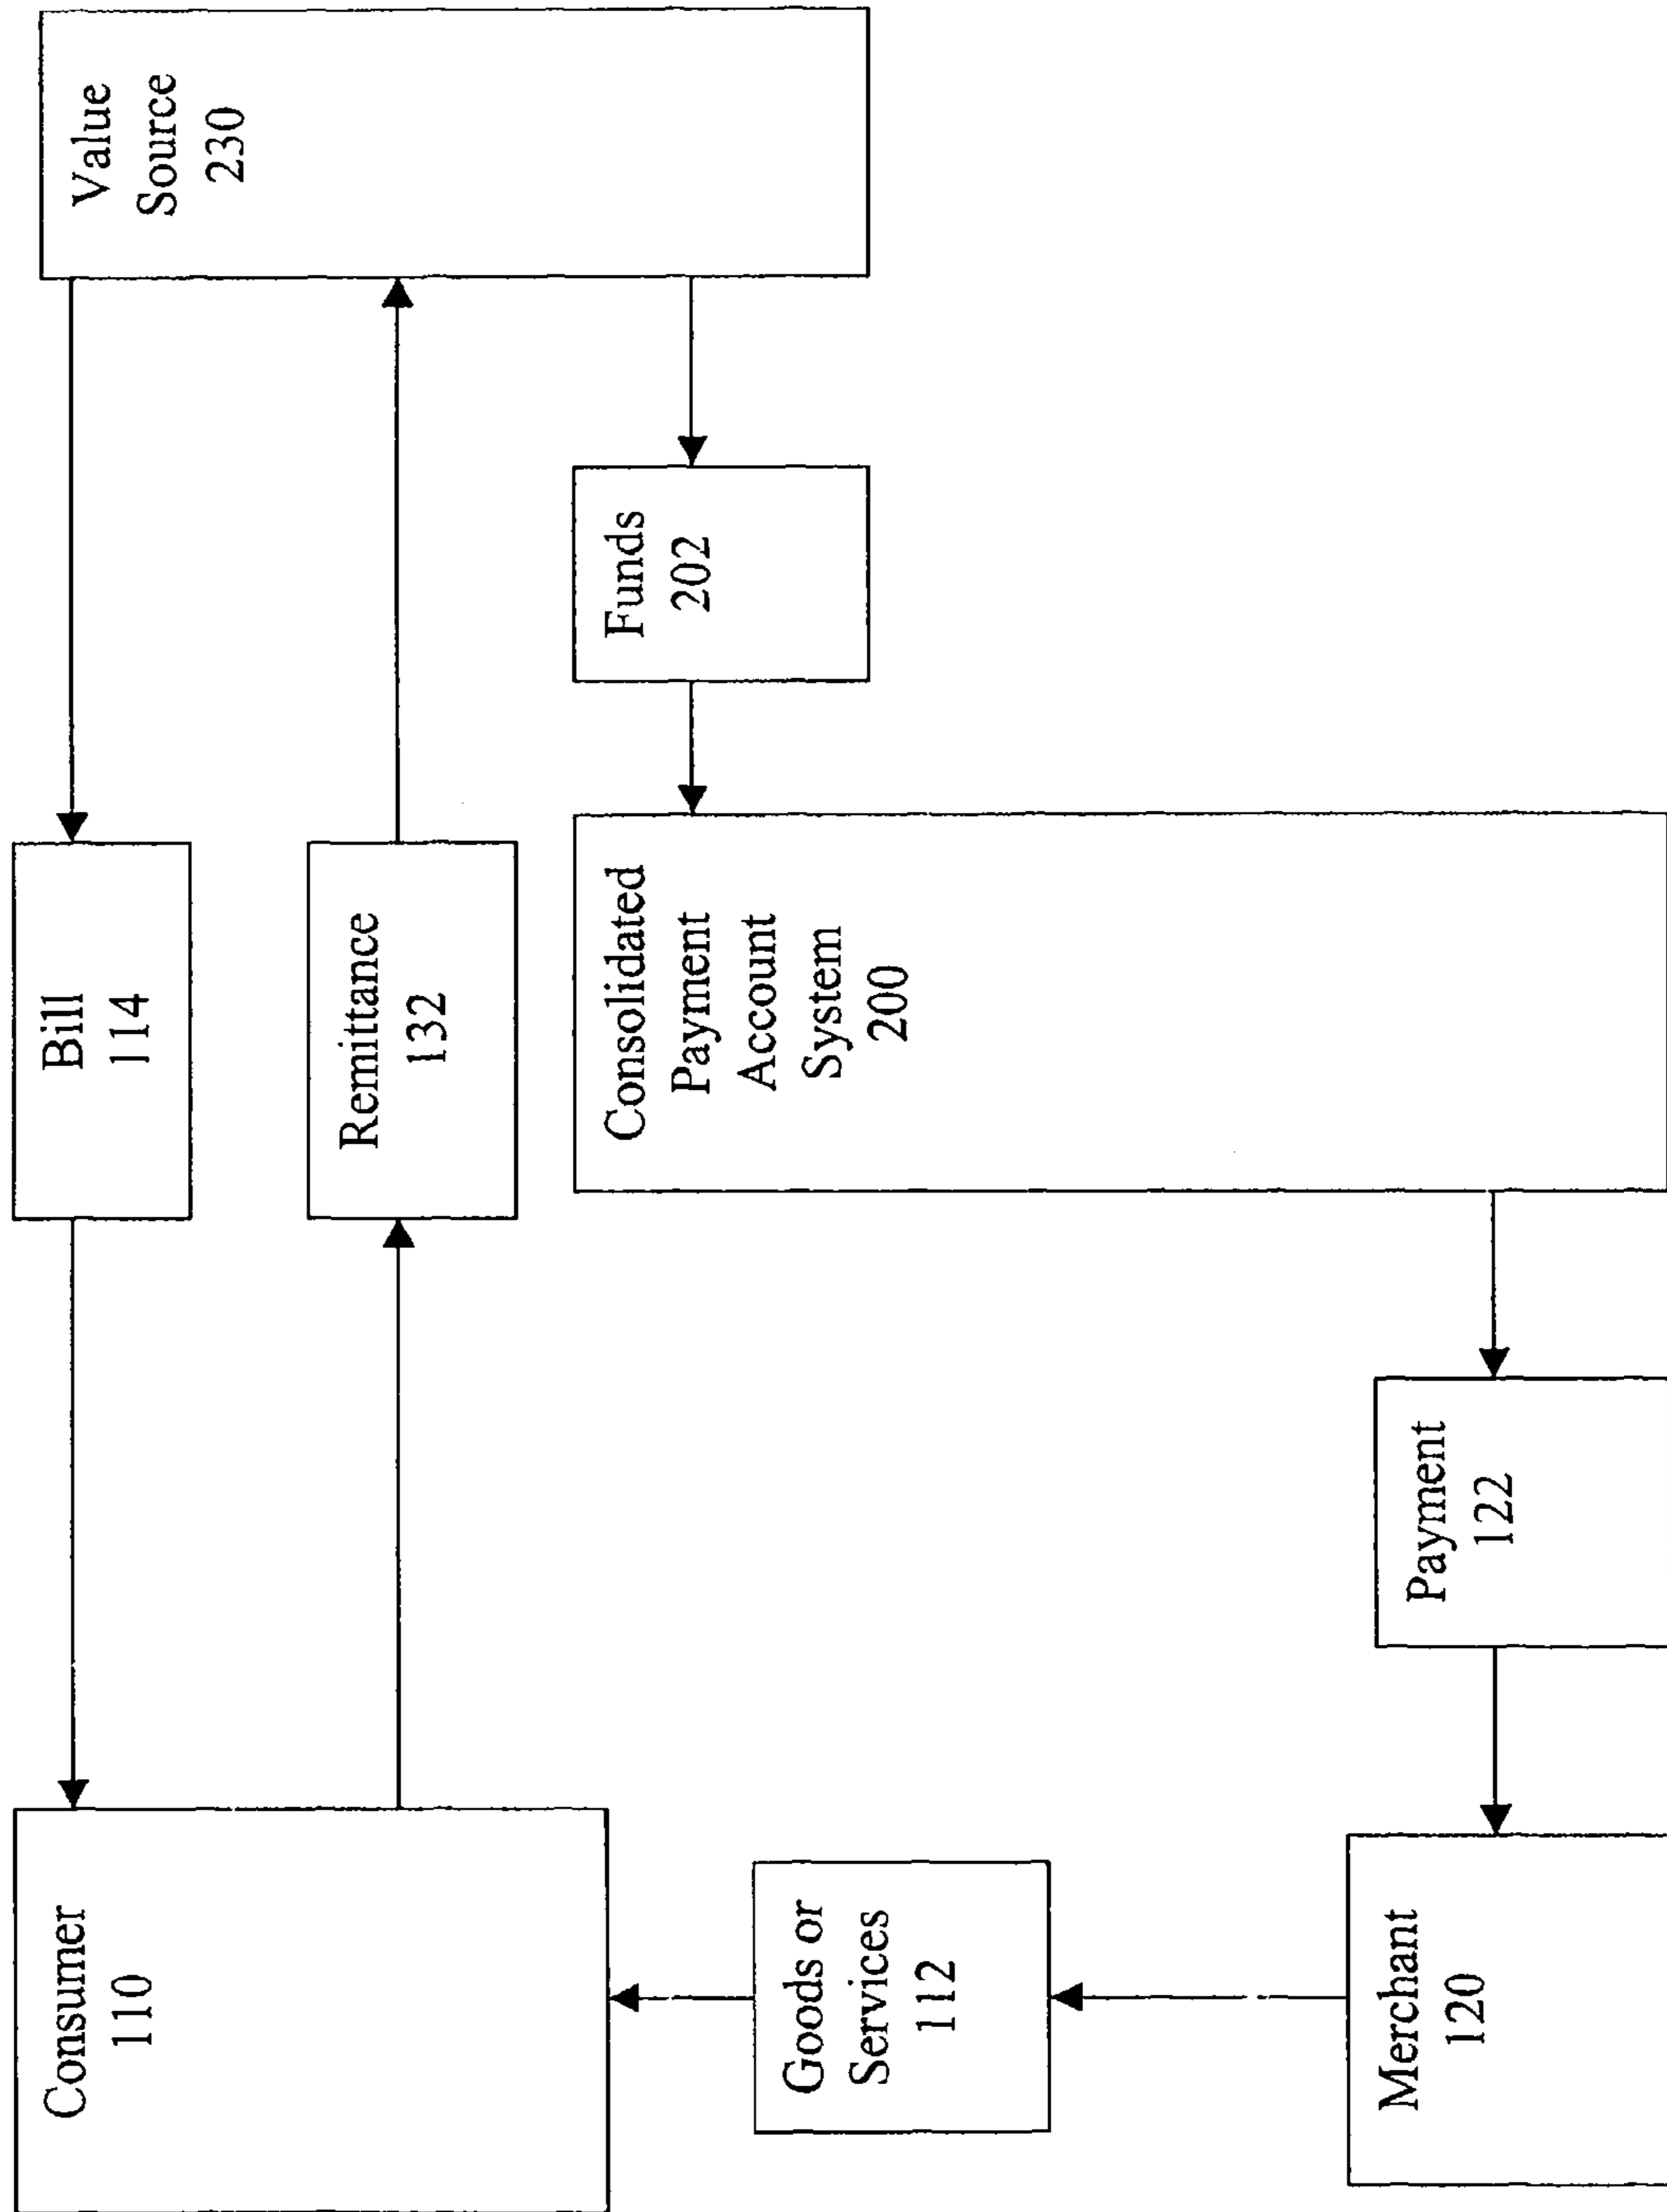 Consumer
110
Bill
114
Value
Source
230
Remittance
132
Goods or
Services
112
Consolidated
Payment
Account
System
200
Funds
202
Merchant
120
Payment
122